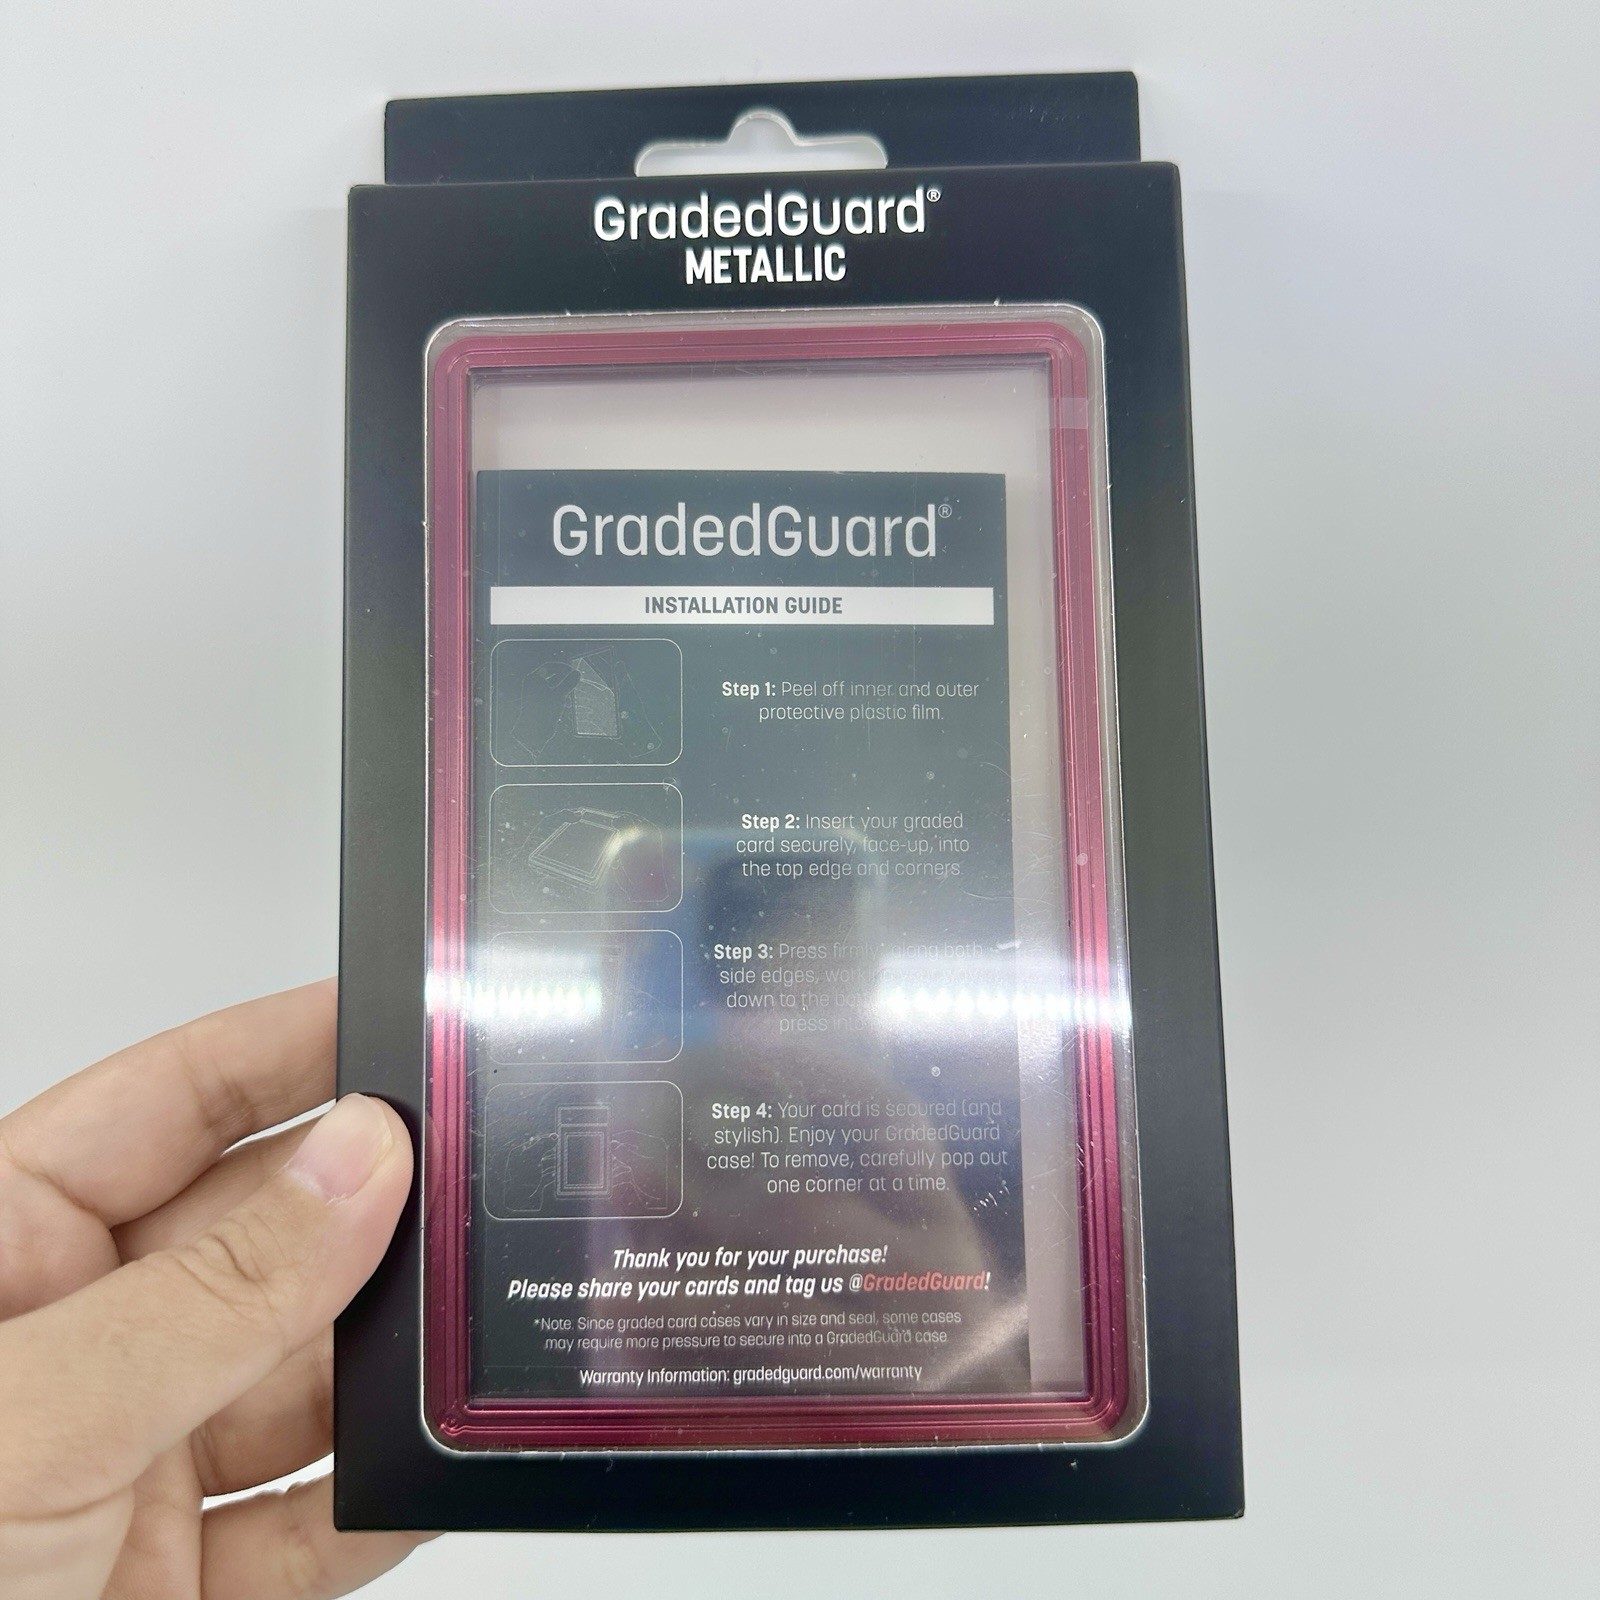 GradedGuard®
METALLIC
GradedGuard®
INSTALLATION GUIDE
Step 1: Peel off inner and outer
protective plastic film.
Step 2: Insert your graded
card securely, face-up, into
the top edge and corners.
Step 3: Press firmly along both
side edges,
down to the
press into
Step 4: Your card is secured (and
stylish). Enjoy your GradedGuard
case! To remove, carefully pop out
one corner at a time.
Thank you for your purchase!
Please share your cards and tag us @GradedGuard!
*Note: Since graded card cases vary in size and seal, some cases
may require more pressure to secure into a GradedGuard case.
Warranty Information: gradedguard.com/warranty